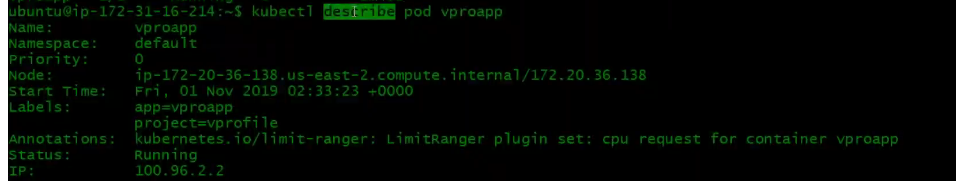 ubuntu@ip-172-31-16-214:~$ kubectl describe pod vproapp
Name: vproapp
Namespace: default
Priority: 0
Node: ip-172-20-36-138.us-east-2.compute.internal/172.20.36.138
Start Time: Fri, 01 Nov 2019 02:33:23 +0000
Labels: app=vproapp
project=vprofile
Annotations: kubernetes.io/limit-ranger: LimitRanger plugin set: cpu request for container vproapp
Status: Running
IP: 100.96.2.2